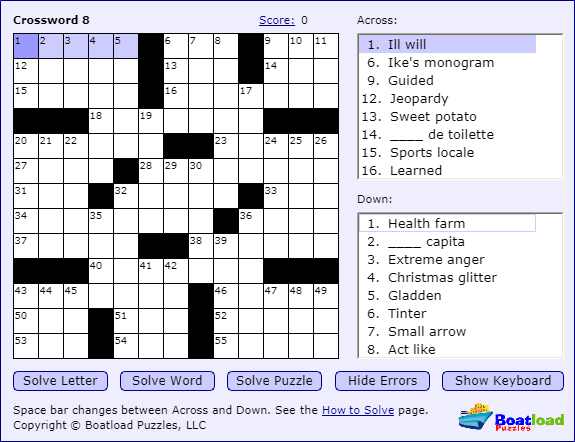 Crossword 8
Score: 0
1 2 3 4 5 6 7 8 9 10 11
12 13 14
15 16 17
18 19
20 21 22 23 24 25 26
27 28 29 30
31 32 33
34 35 36
37 38 39
40 41 42
43 44 45 46 47 48 49
50 51 52
53 54 55
Across:
1. Ill will
6. Ike's monogram
9. Guided
12. Jeopardy
13. Sweet potato
14. ____ de toilette
15. Sports locale
16. Learned
Down:
1. Health farm
2. ____ capita
3. Extreme anger
4. Christmas glitter
5. Gladden
6. Tinter
7. Small arrow
8. Act like
Solve Letter
Solve Word
Solve Puzzle
Hide Errors
Show Keyboard
Space bar changes between Across and Down. See the How to Solve page.
Copyright © Boatload Puzzles, LLC
Boatload
Puzzles